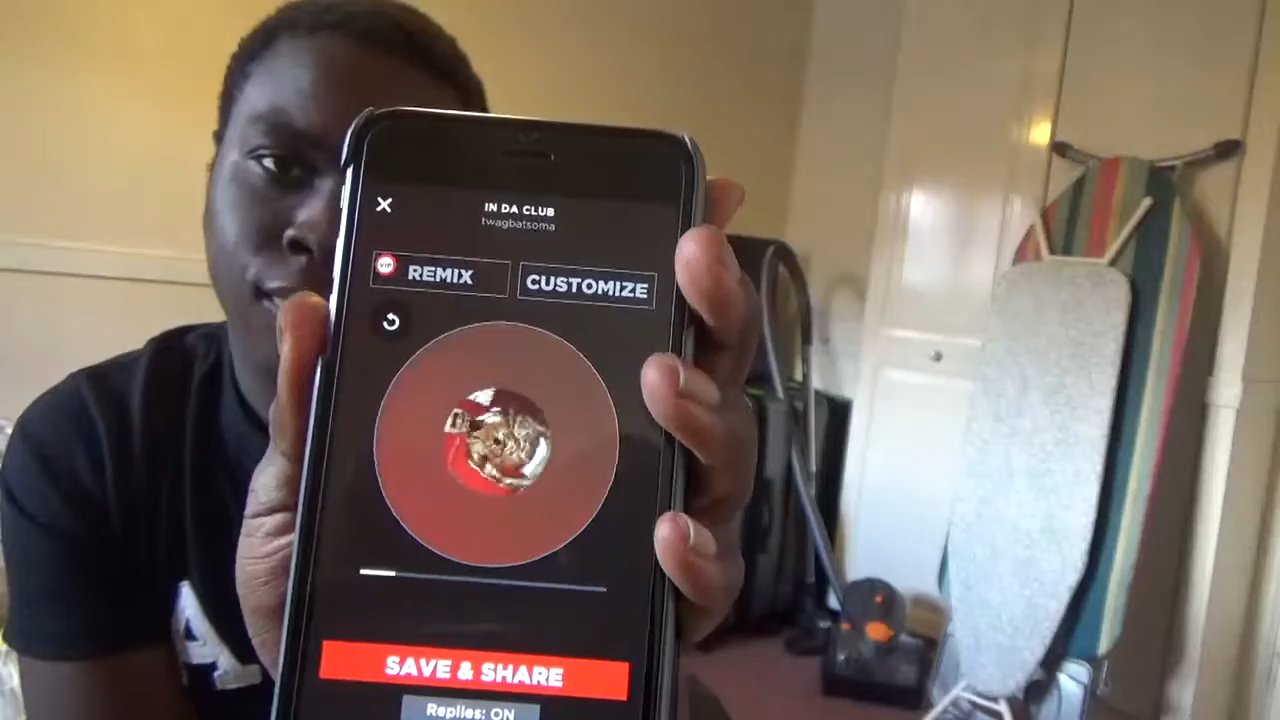 IN DA CLUB
twagbatsoma
VIP REMIX
CUSTOMIZE
SAVE & SHARE
Replies: ON
A